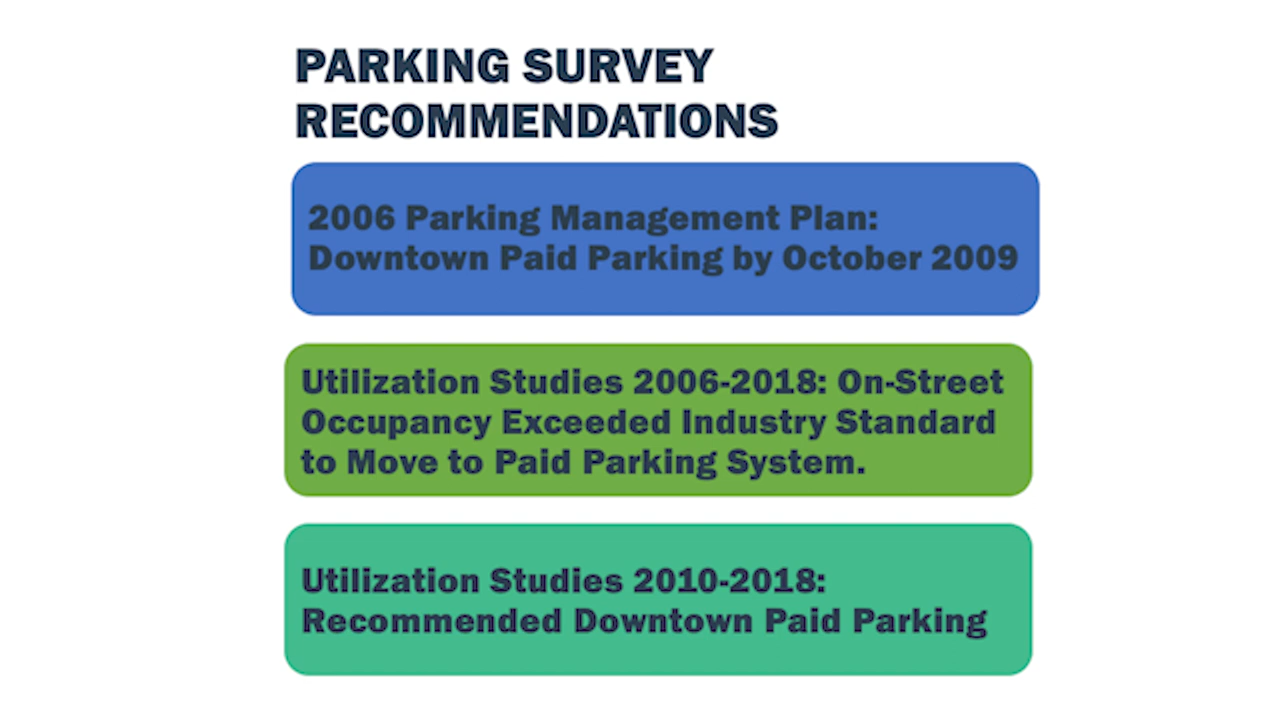 PARKING SURVEY
RECOMMENDATIONS
2006 Parking Management Plan:
Downtown Paid Parking by October 2009
Utilization Studies 2006-2018: On-Street
Occupancy Exceeded Industry Standard
to Move to Paid Parking System.
Utilization Studies 2010-2018:
Recommended Downtown Paid Parking